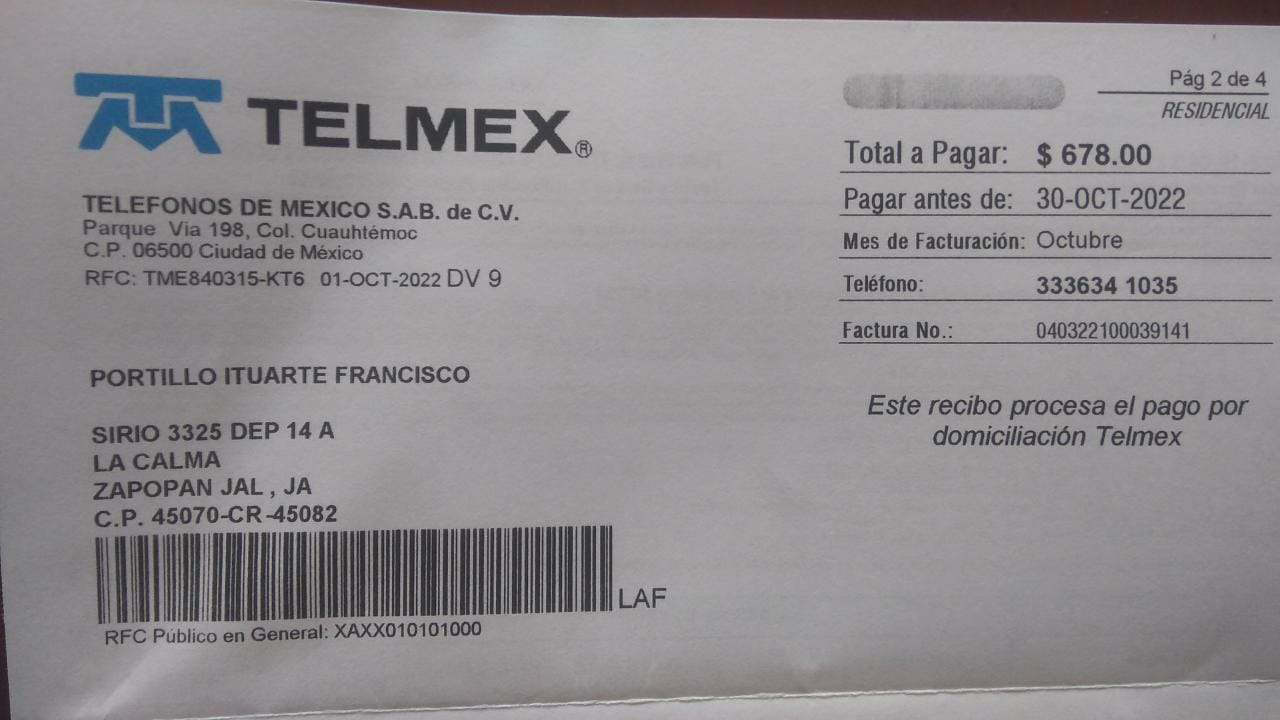 TELMEX®
TELEFONOS DE MEXICO S.A.B. de C.V.
Parque Via 198, Col. Cuauhtémoc
C.P. 06500 Ciudad de México
RFC: TME840315-KT6 01-OCT-2022 DV 9
Pág 2 de 4
RESIDENCIAL
Total a Pagar: $ 678.00
Pagar antes de: 30-OCT-2022
Mes de Facturación: Octubre
Teléfono: 333634 1035
Factura No.: 040322100039141
Este recibo procesa el pago por
domiciliación Telmex
PORTILLO ITUARTE FRANCISCO
SIRIO 3325 DEP 14 A
LA CALMA
ZAPOPAN JAL , JA
C.P. 45070-CR-45082
LAF
RFC Público en General: XAXX010101000